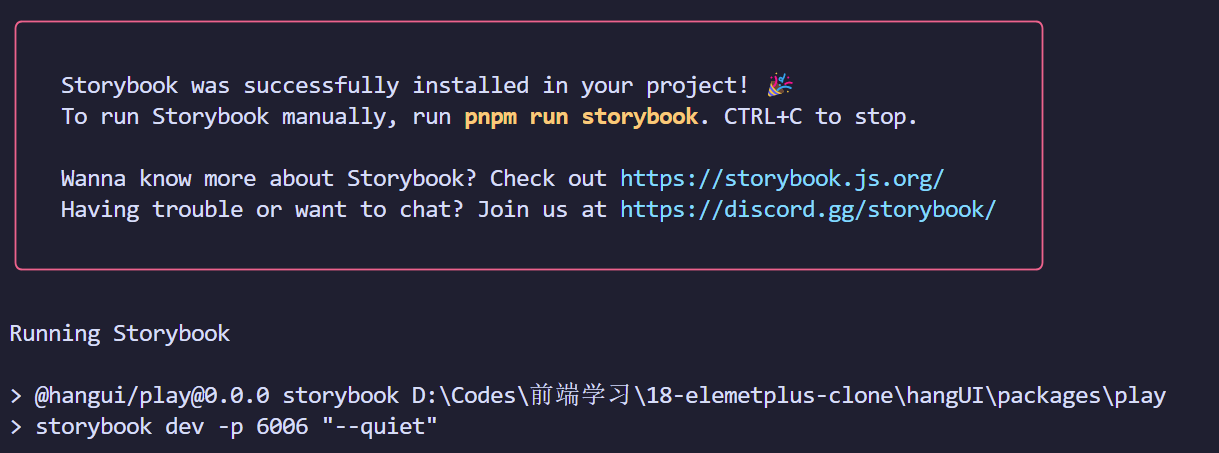 Storybook was successfully installed in your project! 🎉
To run Storybook manually, run pnpm run storybook. CTRL+C to stop.
Wanna know more about Storybook? Check out https://storybook.js.org/
Having trouble or want to chat? Join us at https://discord.gg/storybook/
Running Storybook
> @hangui/play@0.0.0 storybook D:\Codes\前端学习\18-elemetplus-clone\hangUI\packages\play
> storybook dev -p 6006 "--quiet"